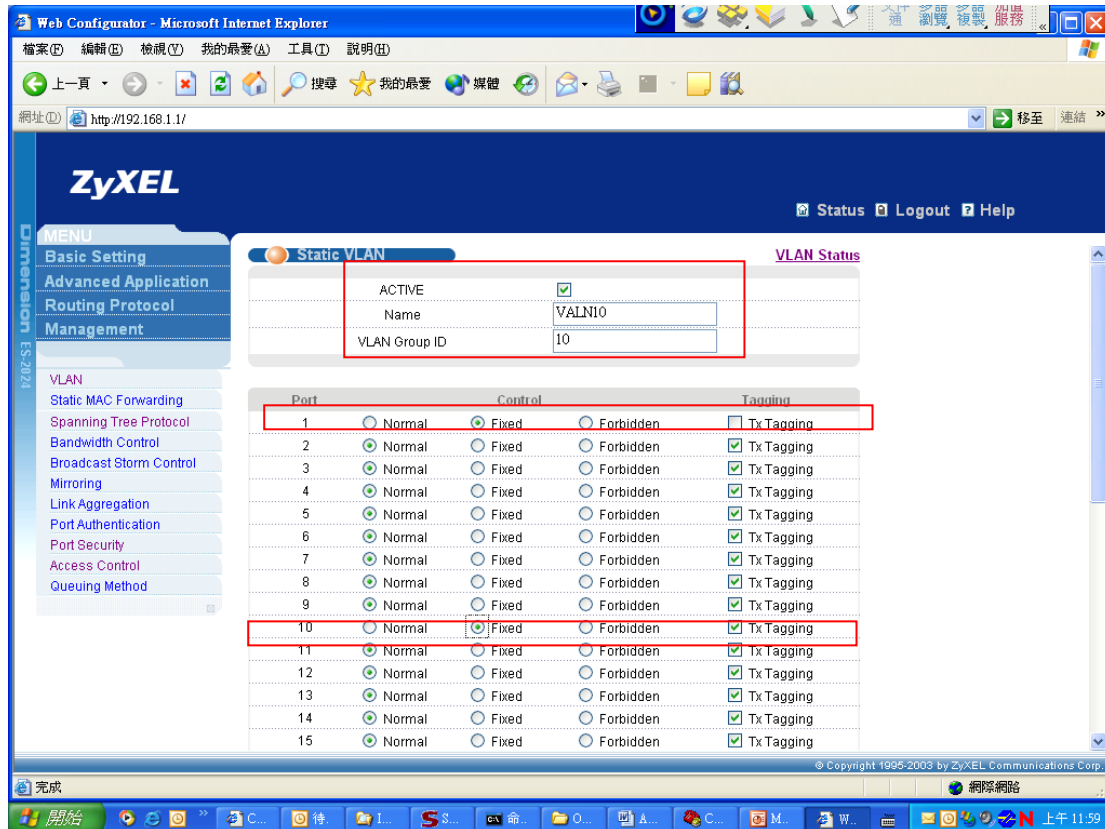 Web Configurator - Microsoft Internet Explorer
瀏覽 複製 服務
檔案(F) 編輯(E) 檢視(V) 我的最愛(A) 工具(T) 說明(H)
上一頁 搜尋 我的最愛 媒體
網址(D) http://192.168.1.1/ 移至 連結 »
ZyXEL
Status Logout Help
Dimension ES-2024
MENU
Basic Setting
Advanced Application
Routing Protocol
Management
VLAN
Static MAC Forwarding
Spanning Tree Protocol
Bandwidth Control
Broadcast Storm Control
Mirroring
Link Aggregation
Port Authentication
Port Security
Access Control
Queuing Method
Static VLAN VLAN Status
ACTIVE
Name VALN10
VLAN Group ID 10
Port Control Tagging
1 Normal Fixed Forbidden Tx Tagging
2 Normal Fixed Forbidden Tx Tagging
3 Normal Fixed Forbidden Tx Tagging
4 Normal Fixed Forbidden Tx Tagging
5 Normal Fixed Forbidden Tx Tagging
6 Normal Fixed Forbidden Tx Tagging
7 Normal Fixed Forbidden Tx Tagging
8 Normal Fixed Forbidden Tx Tagging
9 Normal Fixed Forbidden Tx Tagging
10 Normal Fixed Forbidden Tx Tagging
11 Normal Fixed Forbidden Tx Tagging
12 Normal Fixed Forbidden Tx Tagging
13 Normal Fixed Forbidden Tx Tagging
14 Normal Fixed Forbidden Tx Tagging
15 Normal Fixed Forbidden Tx Tagging
© Copyright 1995-2003 by ZyXEL Communications Corp.
完成 網際網路
開始 » C... 待. I... S... 命.. O... A... C... M.. W.. N 上午 11:59